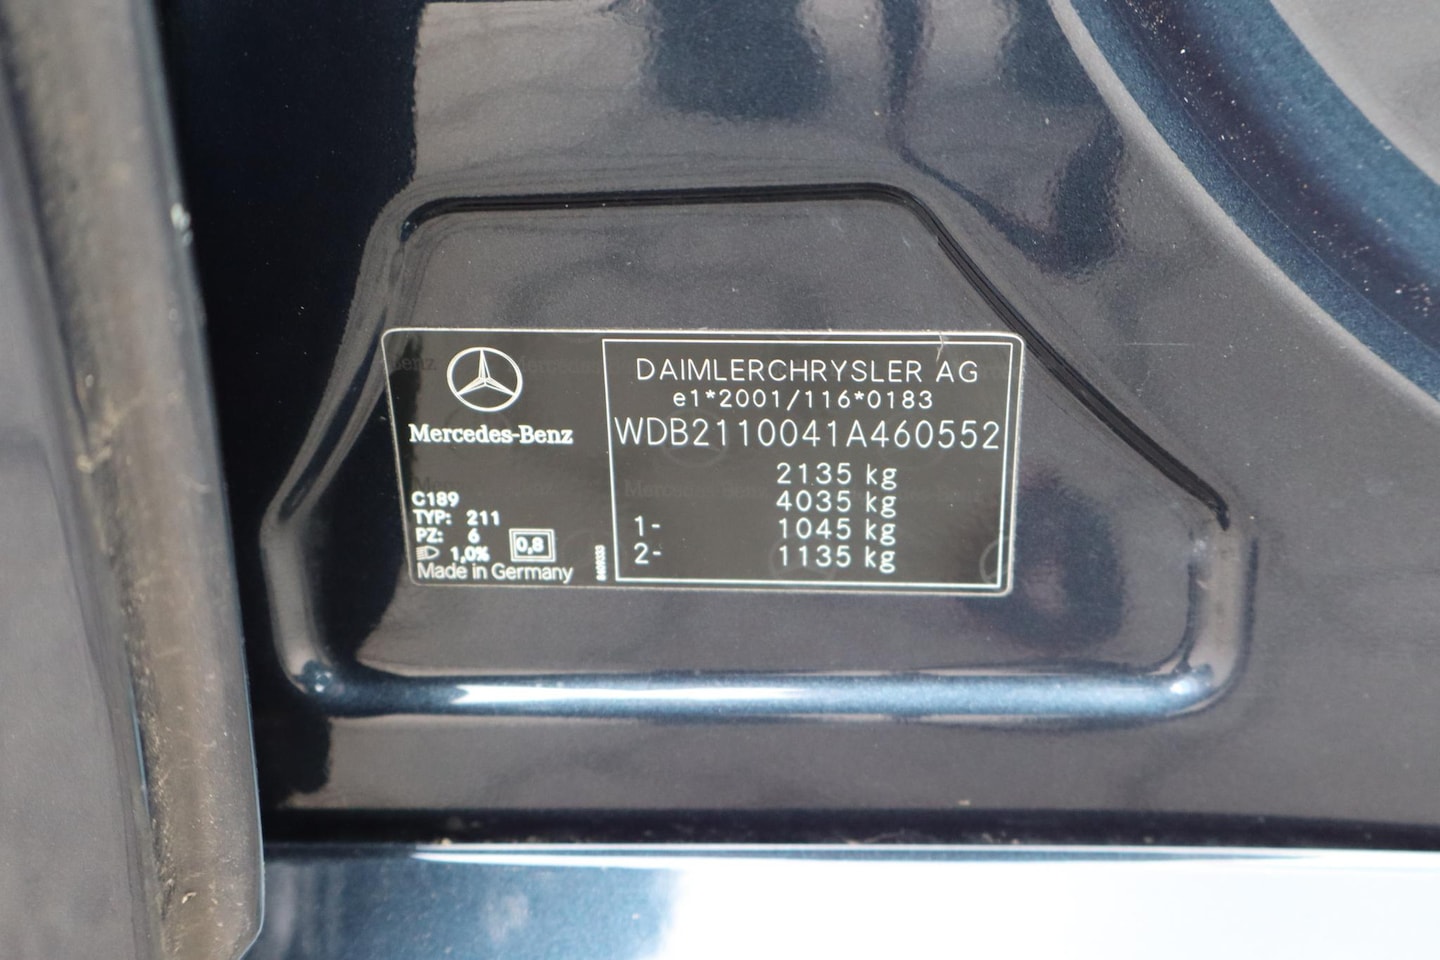 Mercedes-Benz
C189
TYP: 211
PZ: 6
1,0% 0,8
Made in Germany
DAIMLERCHRYSLER AG
e1*2001/116*0183
WDB2110041A460552
2135 kg
4035 kg
1- 1045 kg
2- 1135 kg